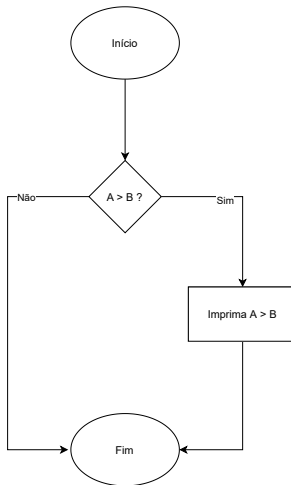 Início
A > B ?
Não
Sim
Imprima A > B
Fim